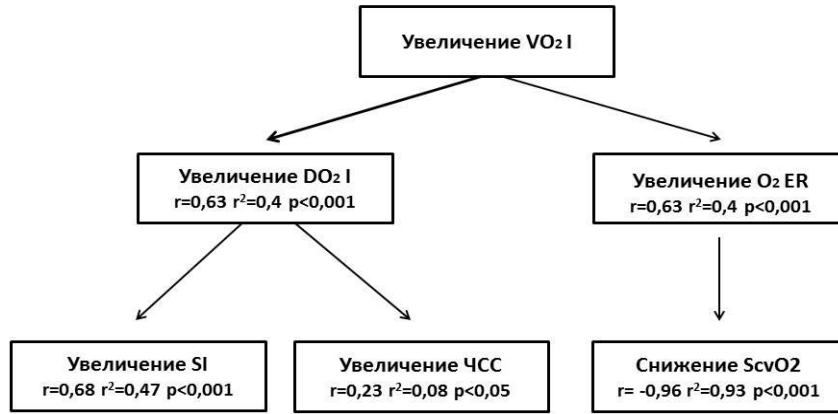 Увеличение VO₂ I
Увеличение DO₂ I
r=0,63 r²=0,4 p<0,001
Увеличение O₂ ER
r=0,63 r²=0,4 p<0,001
Увеличение SI
r=0,68 r²=0,47 p<0,001
Увеличение ЧСС
r=0,23 r²=0,08 p<0,05
Снижение ScvO2
r= -0,96 r²=0,93 p<0,001